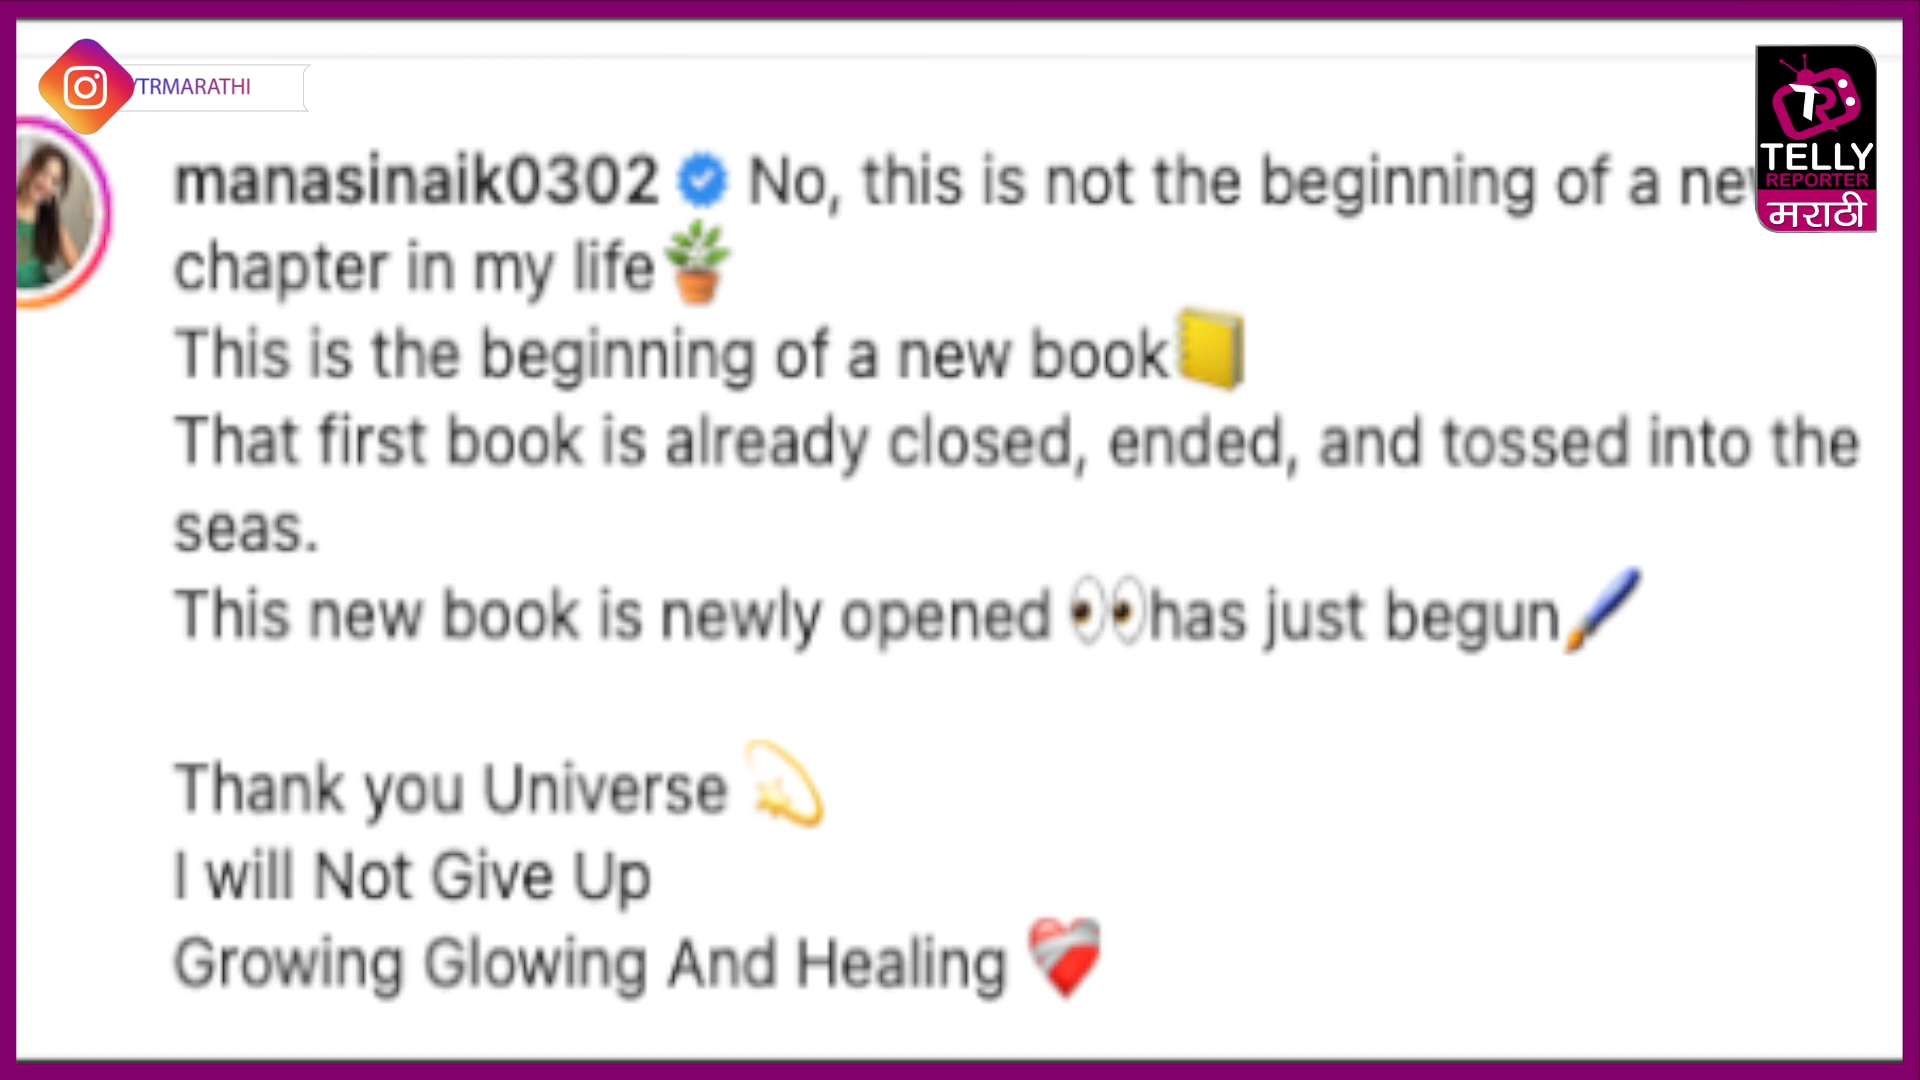 /TRMARATHI
TELLY
REPORTER
मराठी
manasinaik0302 No, this is not the beginning of a ne
chapter in my life🪴
This is the beginning of a new book📒
That first book is already closed, ended, and tossed into the
seas.
This new book is newly opened 👀has just begun🖌️
Thank you Universe 💫
I will Not Give Up
Growing Glowing And Healing ❤️‍🩹